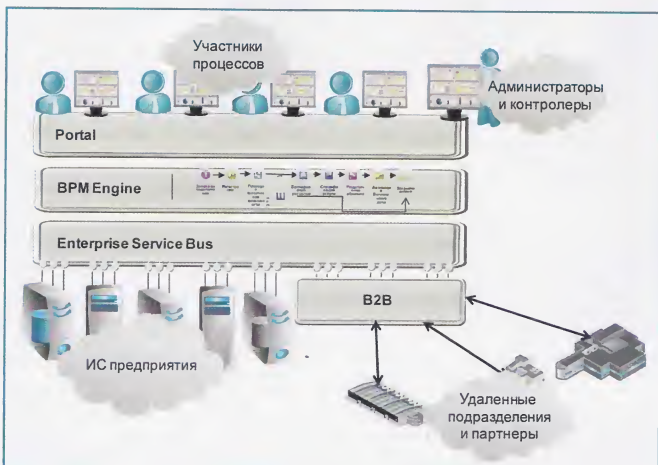 Участники
процессов
Администраторы
и контролеры
Portal
BPM Engine
Enterprise Service Bus
B2B
ИС предприятия
Удаленные
подразделения
и партнеры